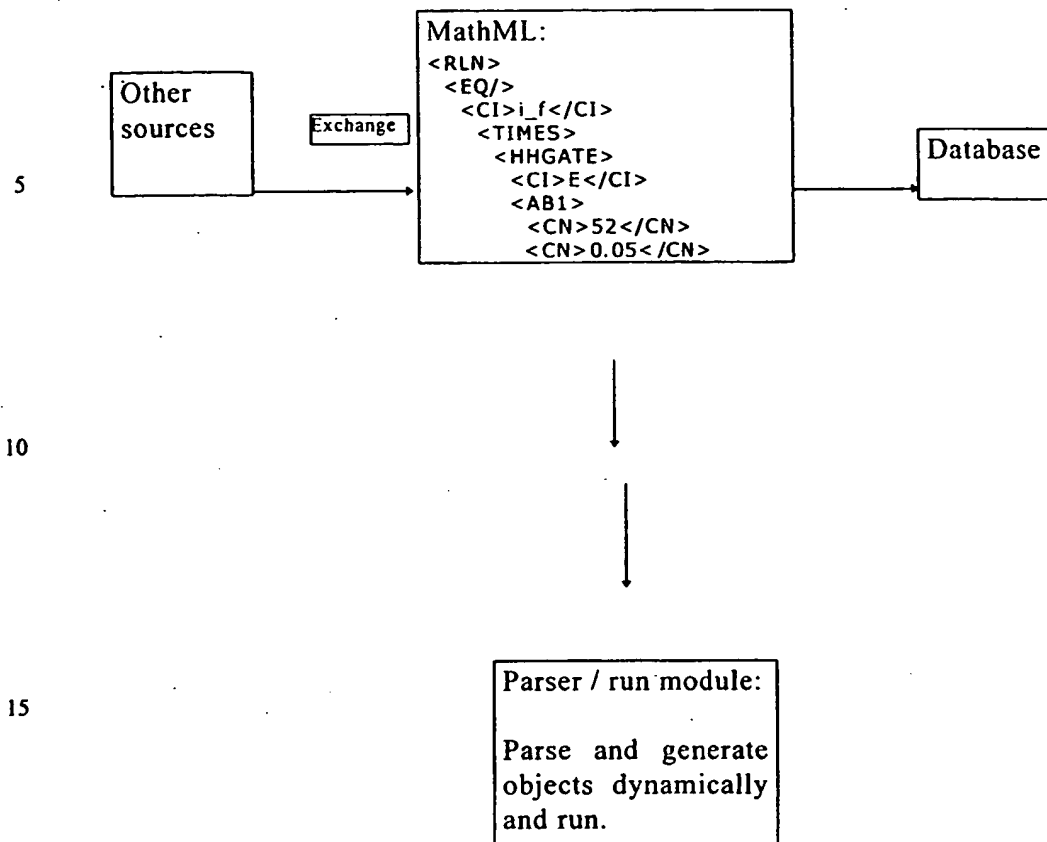 MathML:
<RLN>
<EQ/>
<CI>i_f</CI>
<TIMES>
<HHGATE>
<CI>E</CI>
<AB1>
<CN>52</CN>
<CN>0.05</CN>
Other
sources
Exchange
Database
5
10
15
Parser / run module:
Parse and generate
objects dynamically
and run.